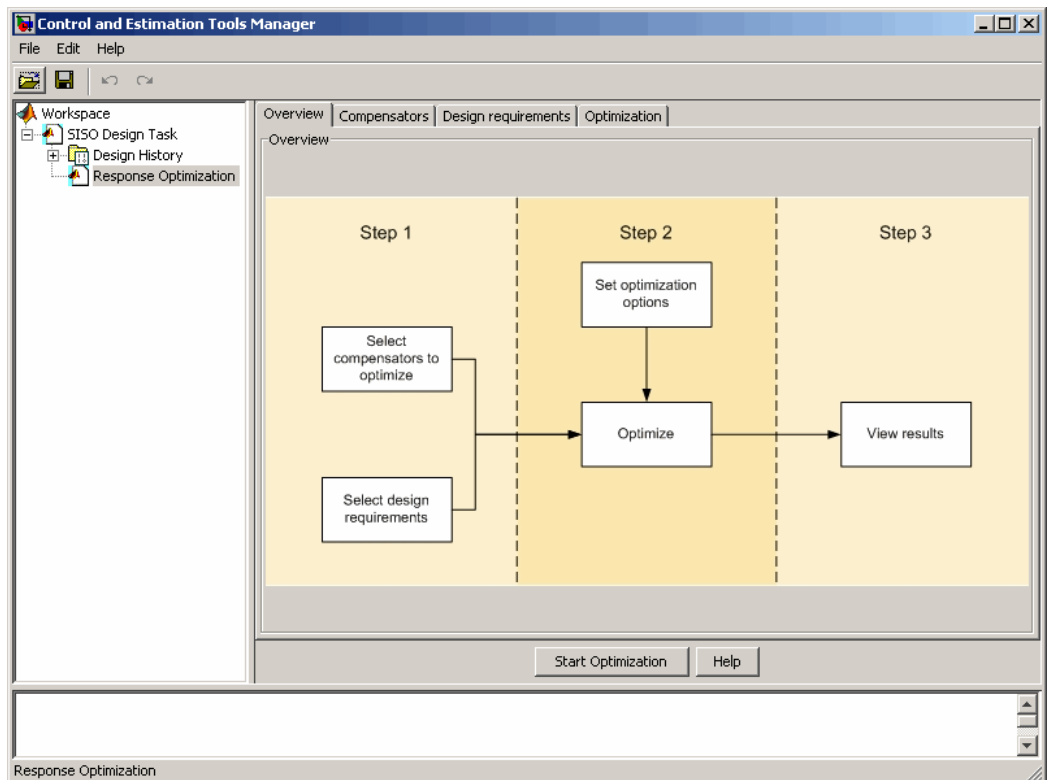 Control and Estimation Tools Manager
File Edit Help
Workspace
SISO Design Task
Design History
Response Optimization
Overview Compensators Design requirements Optimization
Overview
Step 1
Step 2
Step 3
Set optimization
options
Select
compensators to
optimize
Optimize
View results
Select design
requirements
Start Optimization Help
Response Optimization